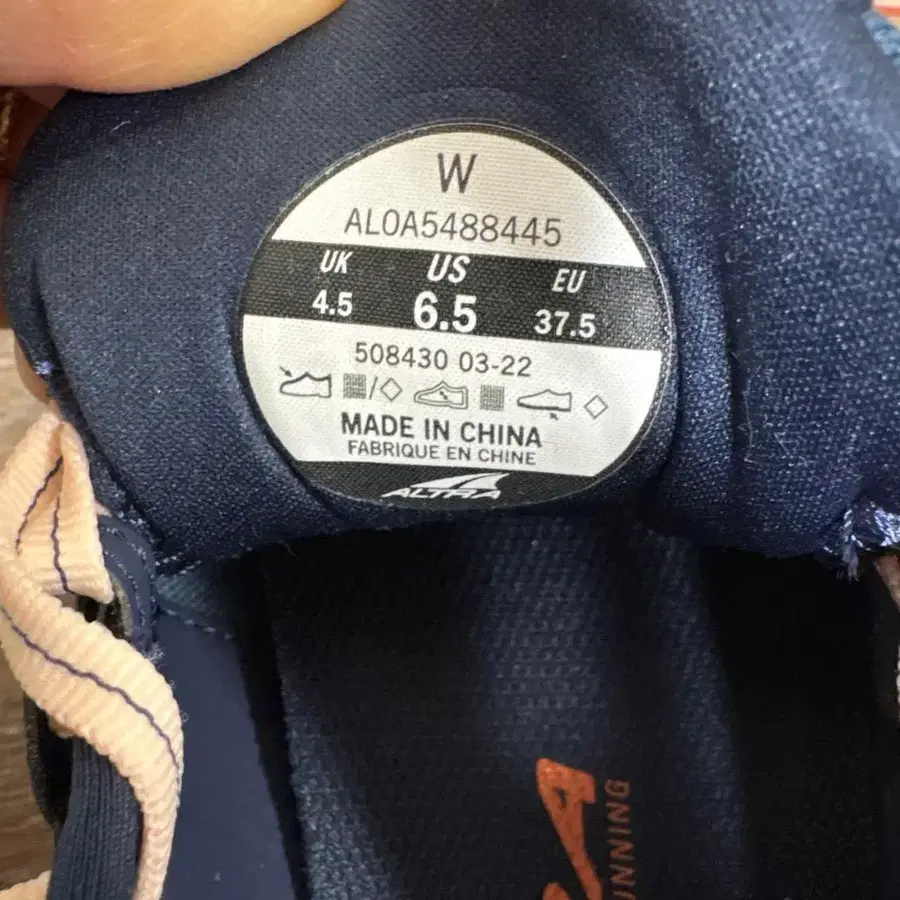 W
AL0A5488445
UK US EU
4.5 6.5 37.5
508430 03-22
MADE IN CHINA
FABRIQUE EN CHINE
ALTRA